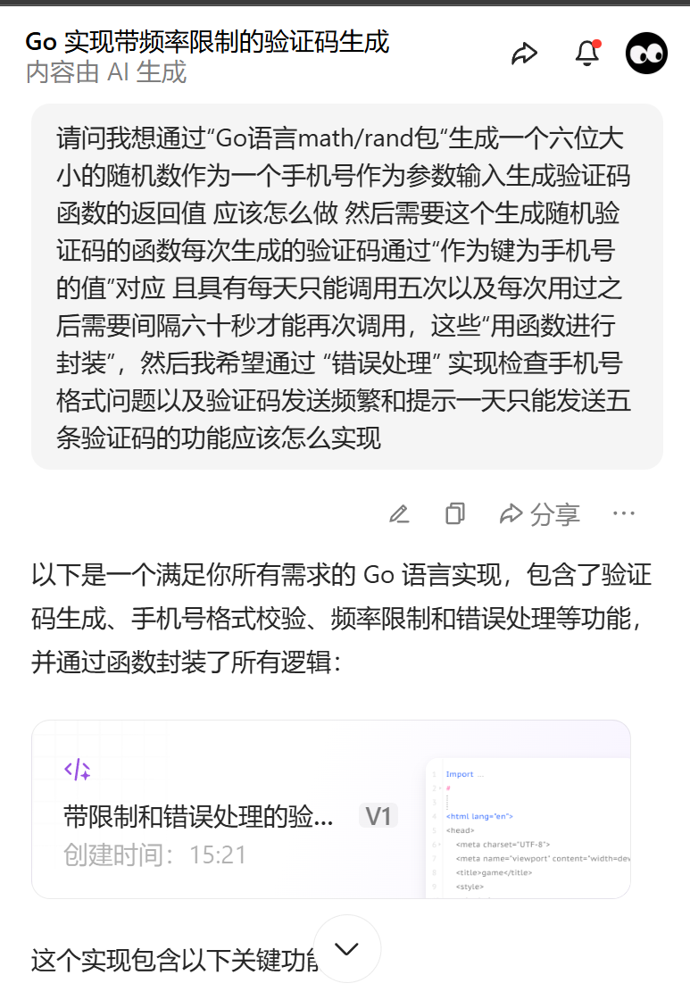 Go 实现带频率限制的验证码生成
内容由 AI 生成
请问我想通过“Go语言math/rand包“生成一个六位大
小的随机数作为一个手机号作为参数输入生成验证码
函数的返回值 应该怎么做 然后需要这个生成随机验
证码的函数每次生成的验证码通过“作为键为手机号
的值”对应 且具有每天只能调用五次以及每次用过之
后需要间隔六十秒才能再次调用，这些“用函数进行
封装”，然后我希望通过 “错误处理” 实现检查手机号
格式问题以及验证码发送频繁和提示一天只能发送五
条验证码的功能应该怎么实现
分享
以下是一个满足你所有需求的 Go 语言实现，包含了验证
码生成、手机号格式校验、频率限制和错误处理等功能，
并通过函数封装了所有逻辑：
带限制和错误处理的验... V1
创建时间：15:21
1 Import ...
2 #
3
4 <html lang="en">
5 <head>
6 <meta charset="UTF-8">
7 <meta name="viewport" content="width=dev
8 <title>game</title>
9 <style>
这个实现包含以下关键功能